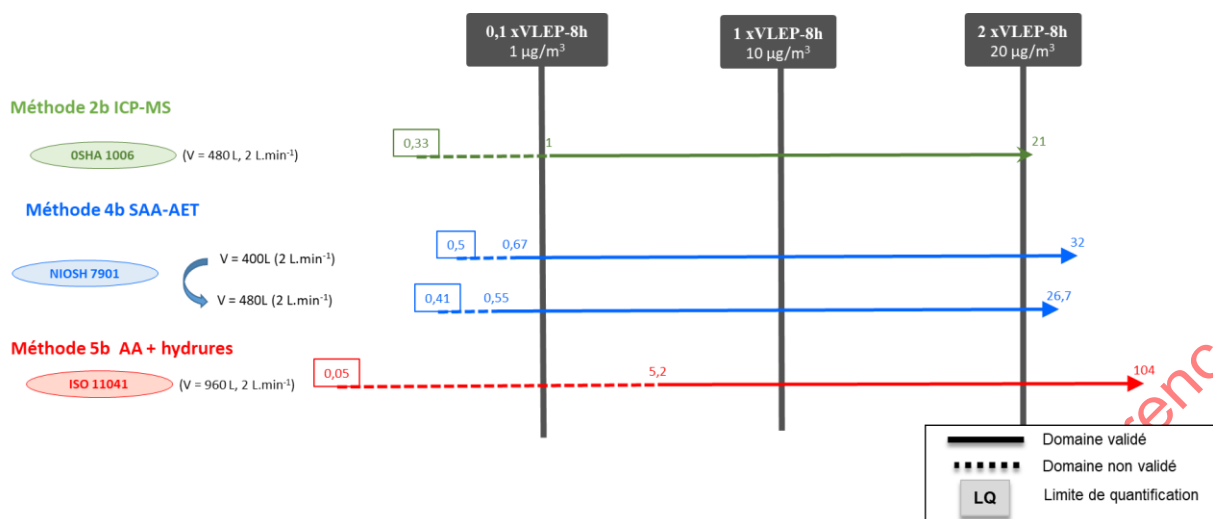 0,1 xVLEP-8h
1 µg/m³
1 xVLEP-8h
10 µg/m³
2 xVLEP-8h
20 µg/m³
Méthode 2b ICP-MS
0SHA 1006
(V = 480 L, 2 L.min⁻¹)
0,33
1
21
Méthode 4b SAA-AET
NIOSH 7901
V = 400L (2 L.min⁻¹)
0,5
0,67
32
V = 480L (2 L.min⁻¹)
0,41
0,55
26,7
Méthode 5b AA + hydrures
ISO 11041
(V = 960 L, 2 L.min⁻¹)
0,05
5,2
104
Domaine validé
Domaine non validé
LQ
Limite de quantification